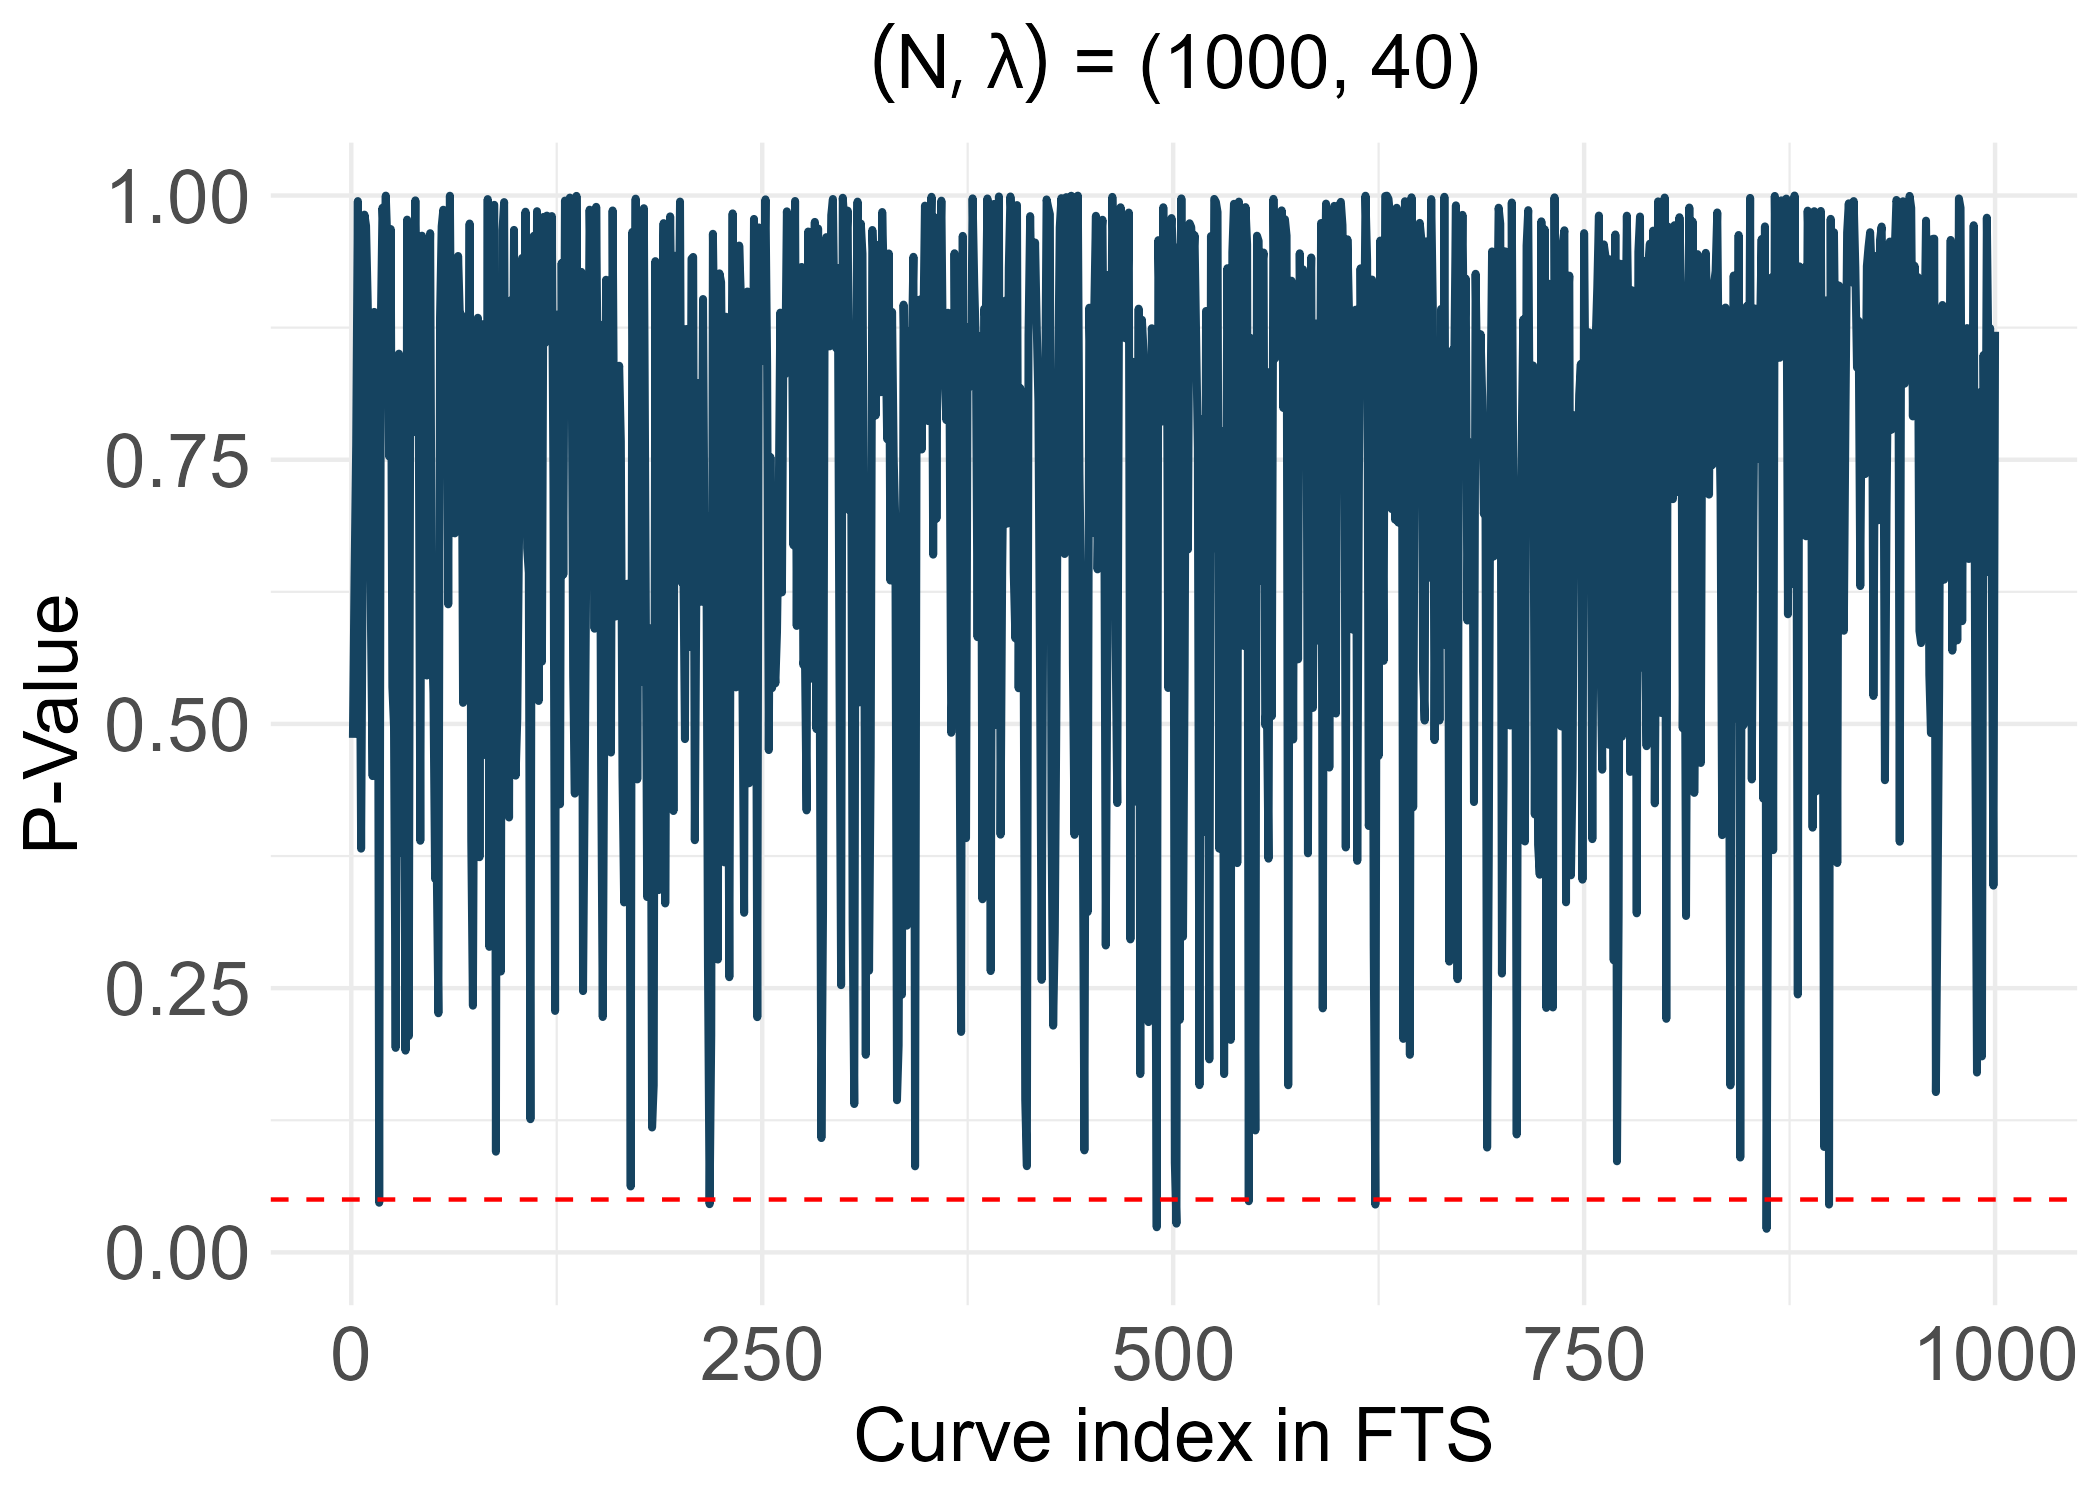 (N, λ) = (1000, 40)
1.00
0.75
0.50
0.25
0.00
P-Value
0 250 500 750 1000
Curve index in FTS